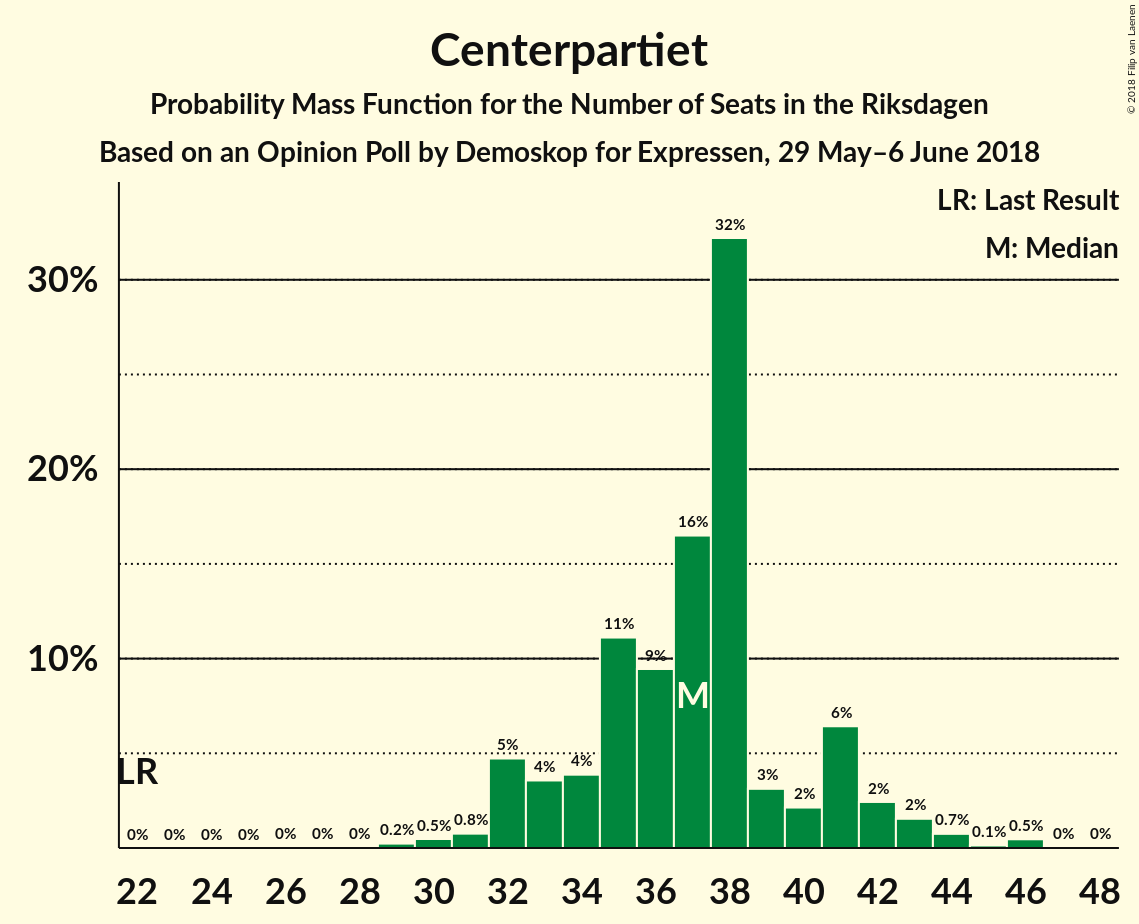 Centerpartiet
Probability Mass Function for the Number of Seats in the Riksdagen
Based on an Opinion Poll by Demoskop for Expressen, 29 May–6 June 2018
© 2018 Filip van Laenen
LR: Last Result
M: Median
30%
20%
10%
LR
M
0% 0% 0% 0% 0% 0% 0% 0.2% 0.5% 0.8% 5% 4% 4% 11% 9% 16% 32% 3% 2% 6% 2% 2% 0.7% 0.1% 0.5% 0% 0%
22 24 26 28 30 32 34 36 38 40 42 44 46 48